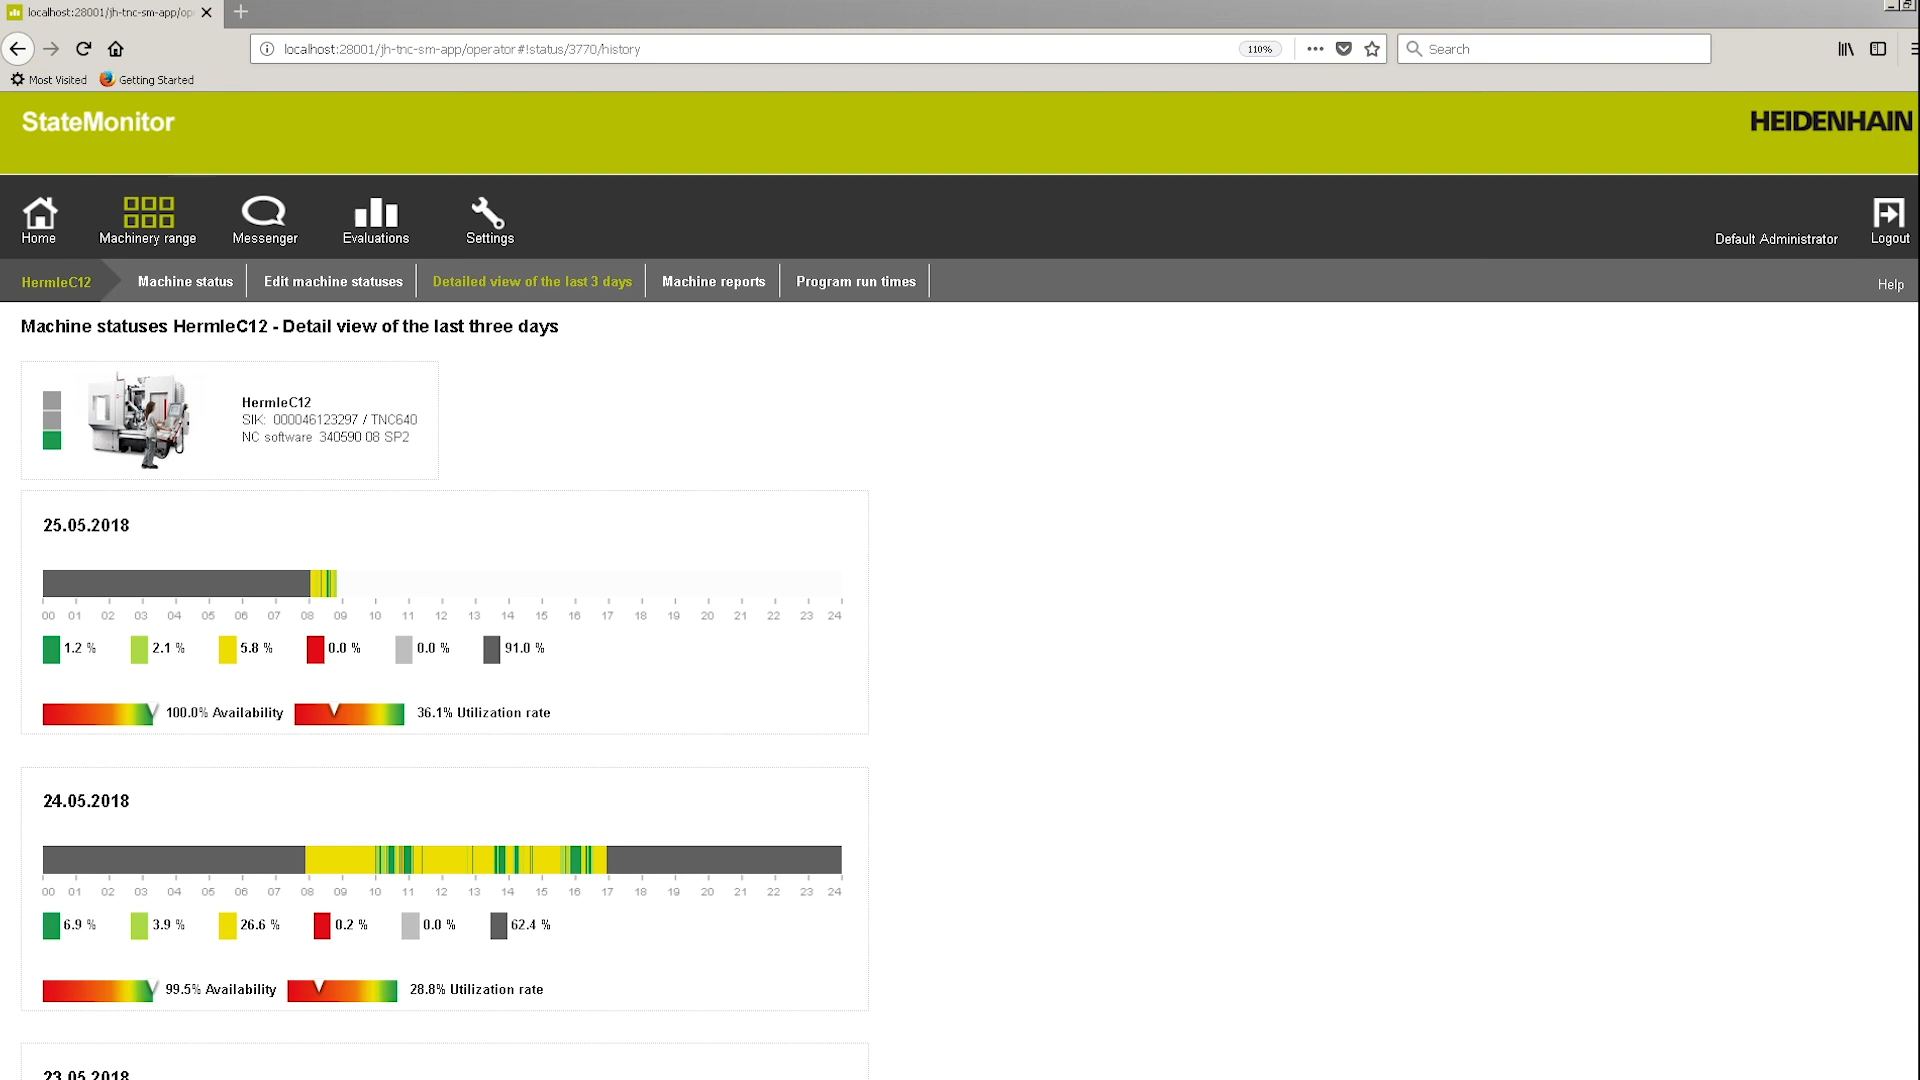 localhost:28001/jh-tnc-sm-app/op
localhost:28001/jh-tnc-sm-app/operator#!status/3770/history
110%
Search
Most Visited
Getting Started
StateMonitor
HEIDENHAIN
Home
Machinery range
Messenger
Evaluations
Settings
Default Administrator
Logout
HermleC12
Machine status
Edit machine statuses
Detailed view of the last 3 days
Machine reports
Program run times
Help
Machine statuses HermleC12 - Detail view of the last three days
HermleC12
SIK: 000046123297 / TNC640
NC software 340590 08 SP2
25.05.2018
00 01 02 03 04 05 06 07 08 09 10 11 12 13 14 15 16 17 18 19 20 21 22 23 24
1.2 % 2.1 % 5.8 % 0.0 % 0.0 % 91.0 %
100.0% Availability 36.1% Utilization rate
24.05.2018
00 01 02 03 04 05 06 07 08 09 10 11 12 13 14 15 16 17 18 19 20 21 22 23 24
6.9 % 3.9 % 26.6 % 0.2 % 0.0 % 62.4 %
99.5% Availability 28.8% Utilization rate
23.05.2018